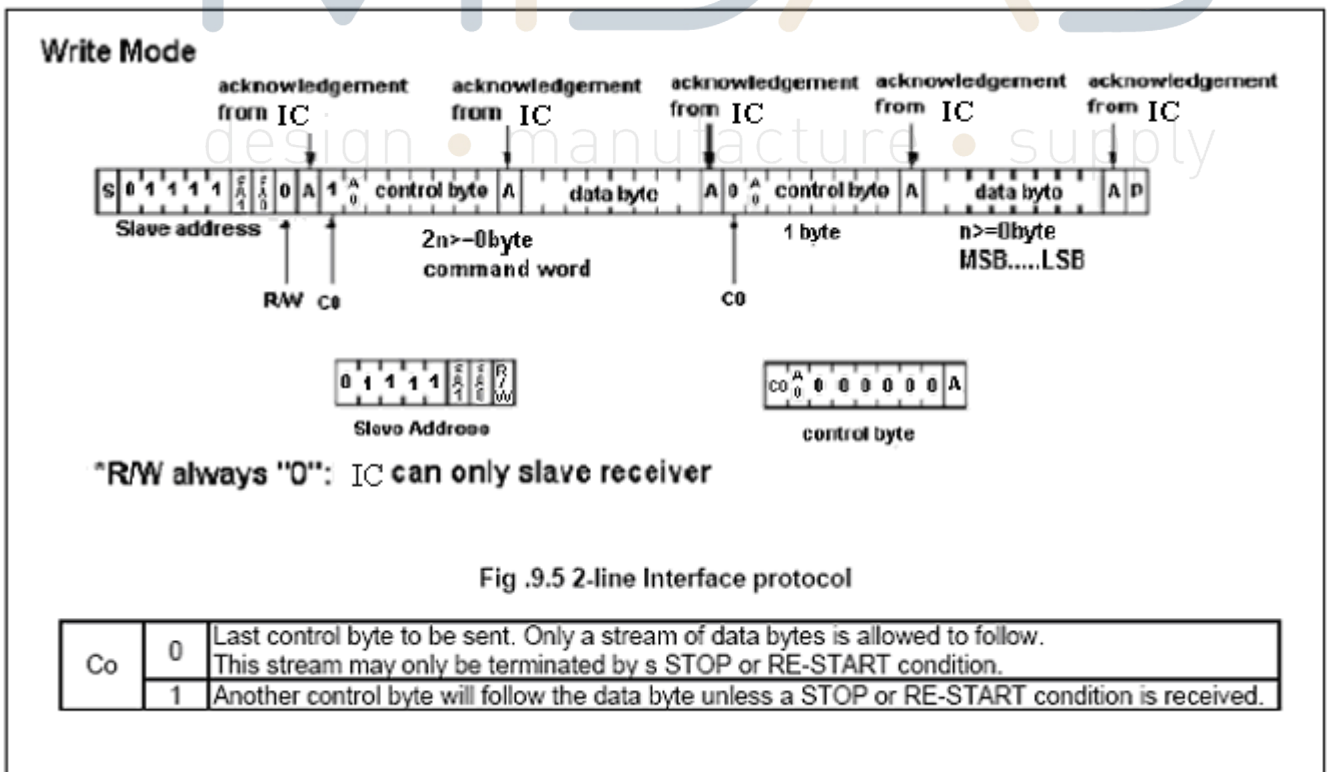 MIDAS
Write Mode
acknowledgement acknowledgement acknowledgement acknowledgement acknowledgement
from IC from IC from IC from IC from IC
design • manufacture • supply
S 0 1 1 1 1 SA1 SA0 0 A 1 A0 control byte A data byte A 0 A0 control byte A data byte A P
Slave address 2n>=0byte 1 byte n>=0byte
command word MSB.....LSB
R/W C0 C0
0 1 1 1 1 SA1 SA0 R/W CO A0 0 0 0 0 0 0 A
Slave Address control byte
*R/W always "0": IC can only slave receiver
Fig .9.5 2-line Interface protocol
Co 0 Last control byte to be sent. Only a stream of data bytes is allowed to follow.
This stream may only be terminated by s STOP or RE-START condition.
1 Another control byte will follow the data byte unless a STOP or RE-START condition is received.